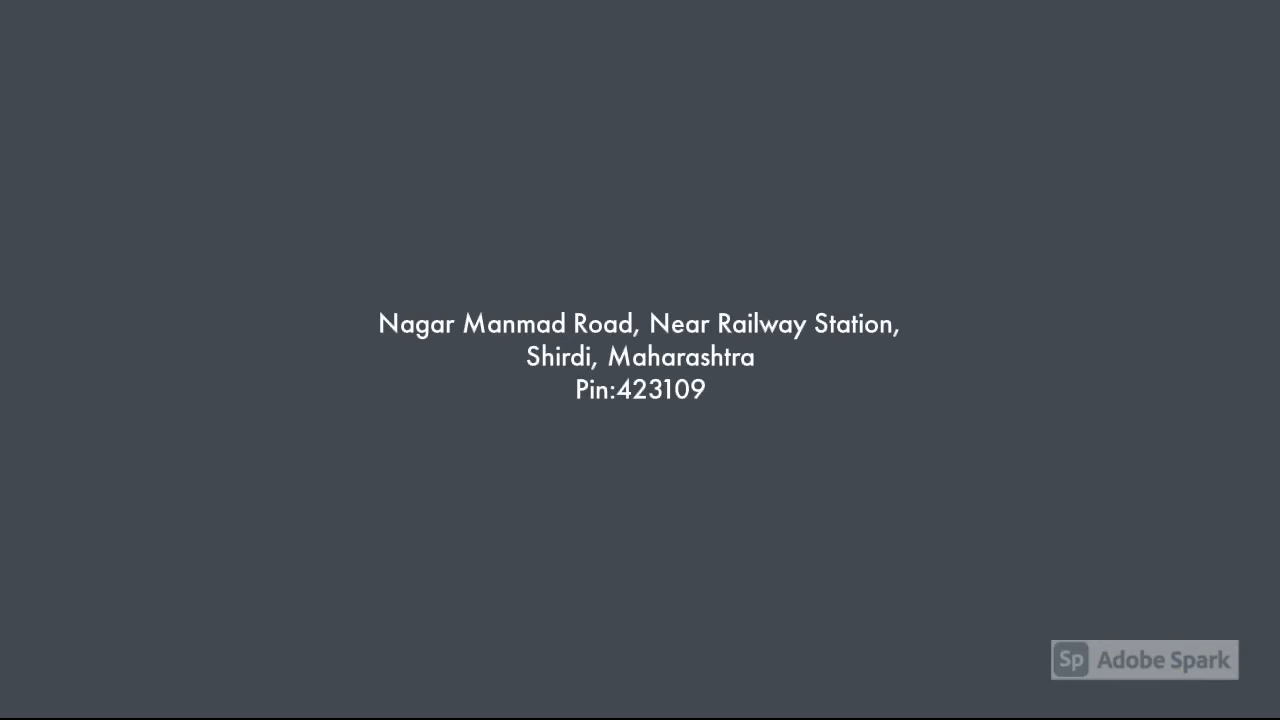 Nagar Manmad Road, Near Railway Station,
Shirdi, Maharashtra
Pin:423109
Sp Adobe Spark